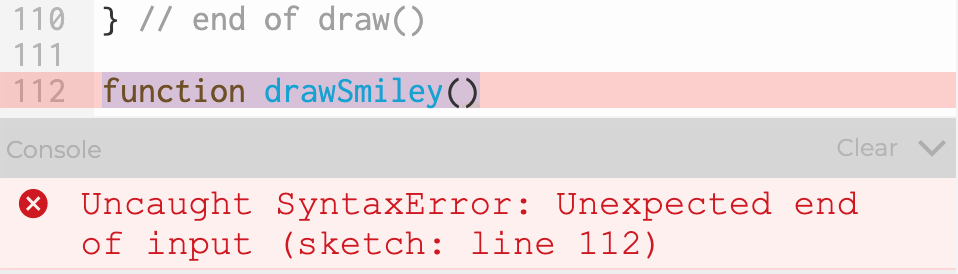 110 } // end of draw()
111
112 function drawSmiley()
Console Clear
Uncaught SyntaxError: Unexpected end
of input (sketch: line 112)